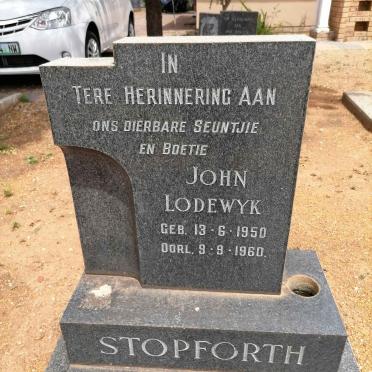 IN
TERE HERINNERING AAN
ONS DIERBARE SEUNTJIE
EN BOETIE
JOHN
LODEWYK
GEB. 13-6-1950
OORL. 9-9-1960.
STOPFORTH